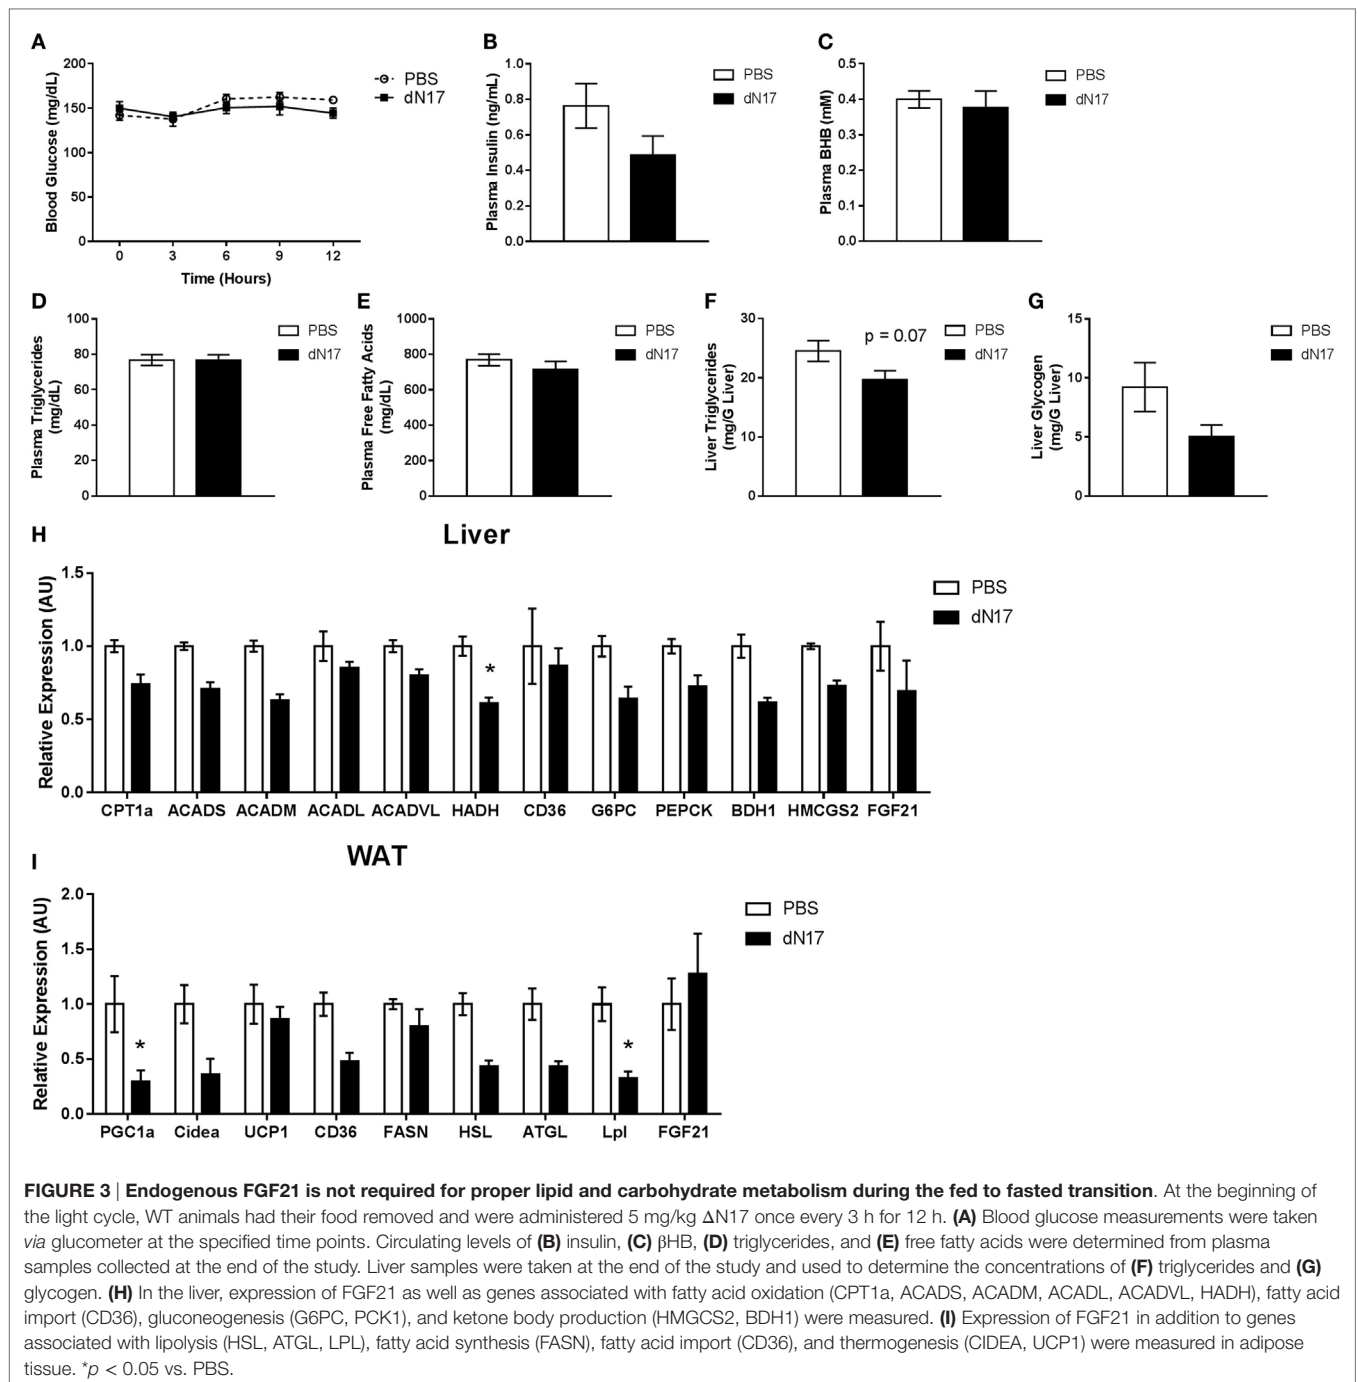 A
Blood Glucose (mg/dL)
200
150
100
50
0
0 3 6 9 12
Time (Hours)
PBS
dN17
B
Plasma Insulin (ng/mL)
1.0
0.8
0.6
0.4
0.2
0.0
PBS
dN17
C
Plasma BHB (mM)
0.5
0.4
0.3
0.2
0.1
0.0
PBS
dN17
D
Plasma Triglycerides
(mg/dL)
100
80
60
40
20
0
PBS
dN17
E
Plasma Free Fatty Acids
(mg/dL)
1000
800
600
400
200
0
PBS
dN17
F
Liver Triglycerides
(mg/G Liver)
30
20
10
0
p = 0.07
PBS
dN17
G
Liver Glycogen
(mg/G Liver)
15
10
5
0
PBS
dN17
H
Liver
Relative Expression (AU)
1.5
1.0
0.5
0.0
*
CPT1a ACADS ACADM ACADL ACADVL HADH CD36 G6PC PEPCK BDH1 HMCGS2 FGF21
PBS
dN17
I
WAT
Relative Expression (AU)
2.0
1.5
1.0
0.5
0.0
* *
PGC1a Cidea UCP1 CD36 FASN HSL ATGL Lpl FGF21
PBS
dN17
FIGURE 3 | Endogenous FGF21 is not required for proper lipid and carbohydrate metabolism during the fed to fasted transition. At the beginning of
the light cycle, WT animals had their food removed and were administered 5 mg/kg ΔN17 once every 3 h for 12 h. (A) Blood glucose measurements were taken
via glucometer at the specified time points. Circulating levels of (B) insulin, (C) βHB, (D) triglycerides, and (E) free fatty acids were determined from plasma
samples collected at the end of the study. Liver samples were taken at the end of the study and used to determine the concentrations of (F) triglycerides and (G)
glycogen. (H) In the liver, expression of FGF21 as well as genes associated with fatty acid oxidation (CPT1a, ACADS, ACADM, ACADL, ACADVL, HADH), fatty acid
import (CD36), gluconeogenesis (G6PC, PCK1), and ketone body production (HMGCS2, BDH1) were measured. (I) Expression of FGF21 in addition to genes
associated with lipolysis (HSL, ATGL, LPL), fatty acid synthesis (FASN), fatty acid import (CD36), and thermogenesis (CIDEA, UCP1) were measured in adipose
tissue. *p < 0.05 vs. PBS.